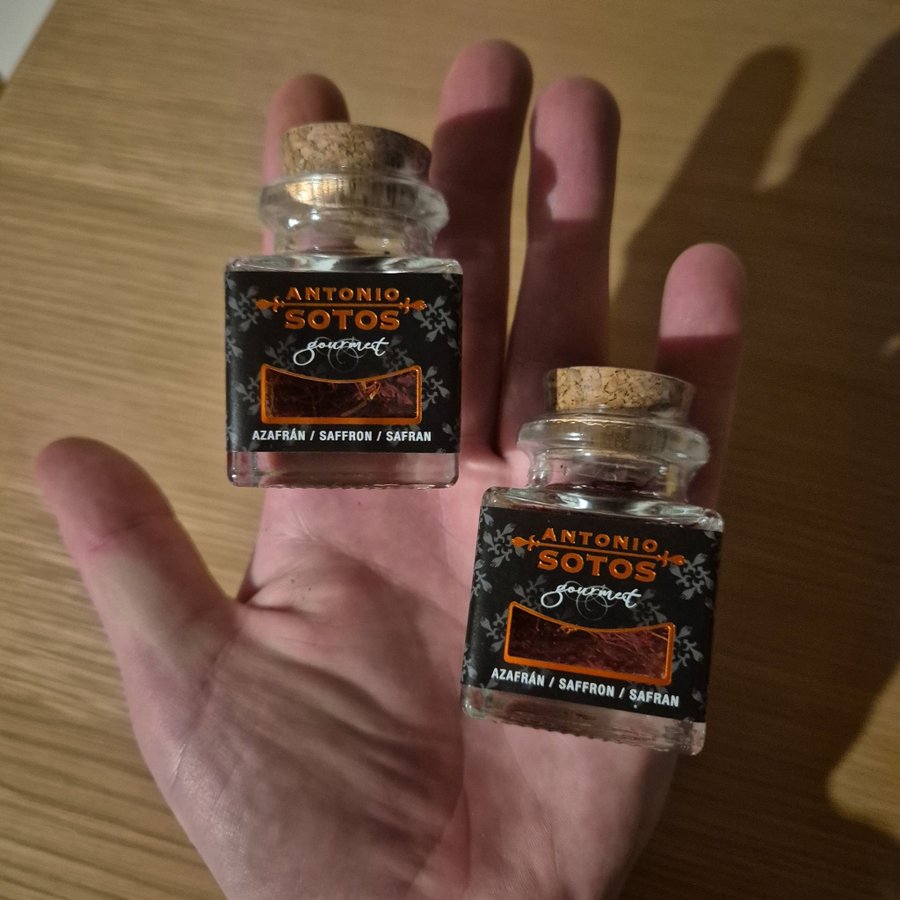 ANTONIO
SOTOS
gourmet
AZAFRÁN / SAFFRON / SAFRAN
ANTONIO
SOTOS
gourmet
AZAFRÁN / SAFFRON / SAFRAN